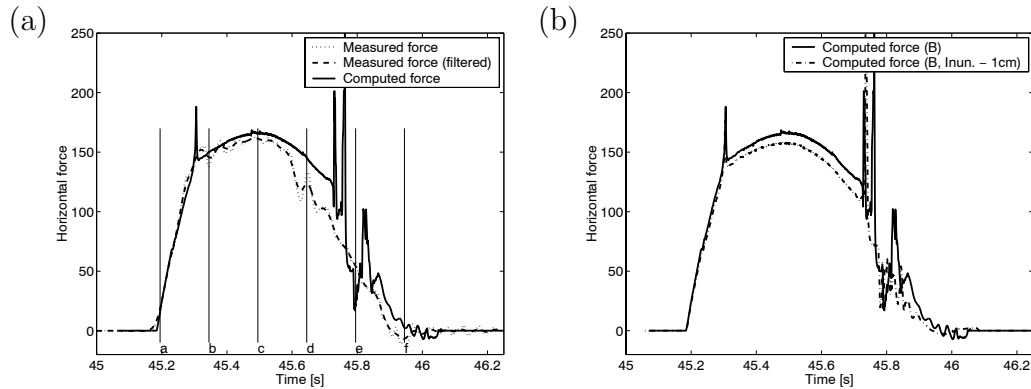 (a)
250
200
150
100
50
0
Horizontal force
Measured force
Measured force (filtered)
Computed force
a
b
c
d
e
f
45
45.2
45.4
45.6
45.8
46
46.2
Time [s]
(b)
250
200
150
100
50
0
Horizontal force
Computed force (B)
Computed force (B, Inun. − 1cm)
45
45.2
45.4
45.6
45.8
46
46.2
Time [s]